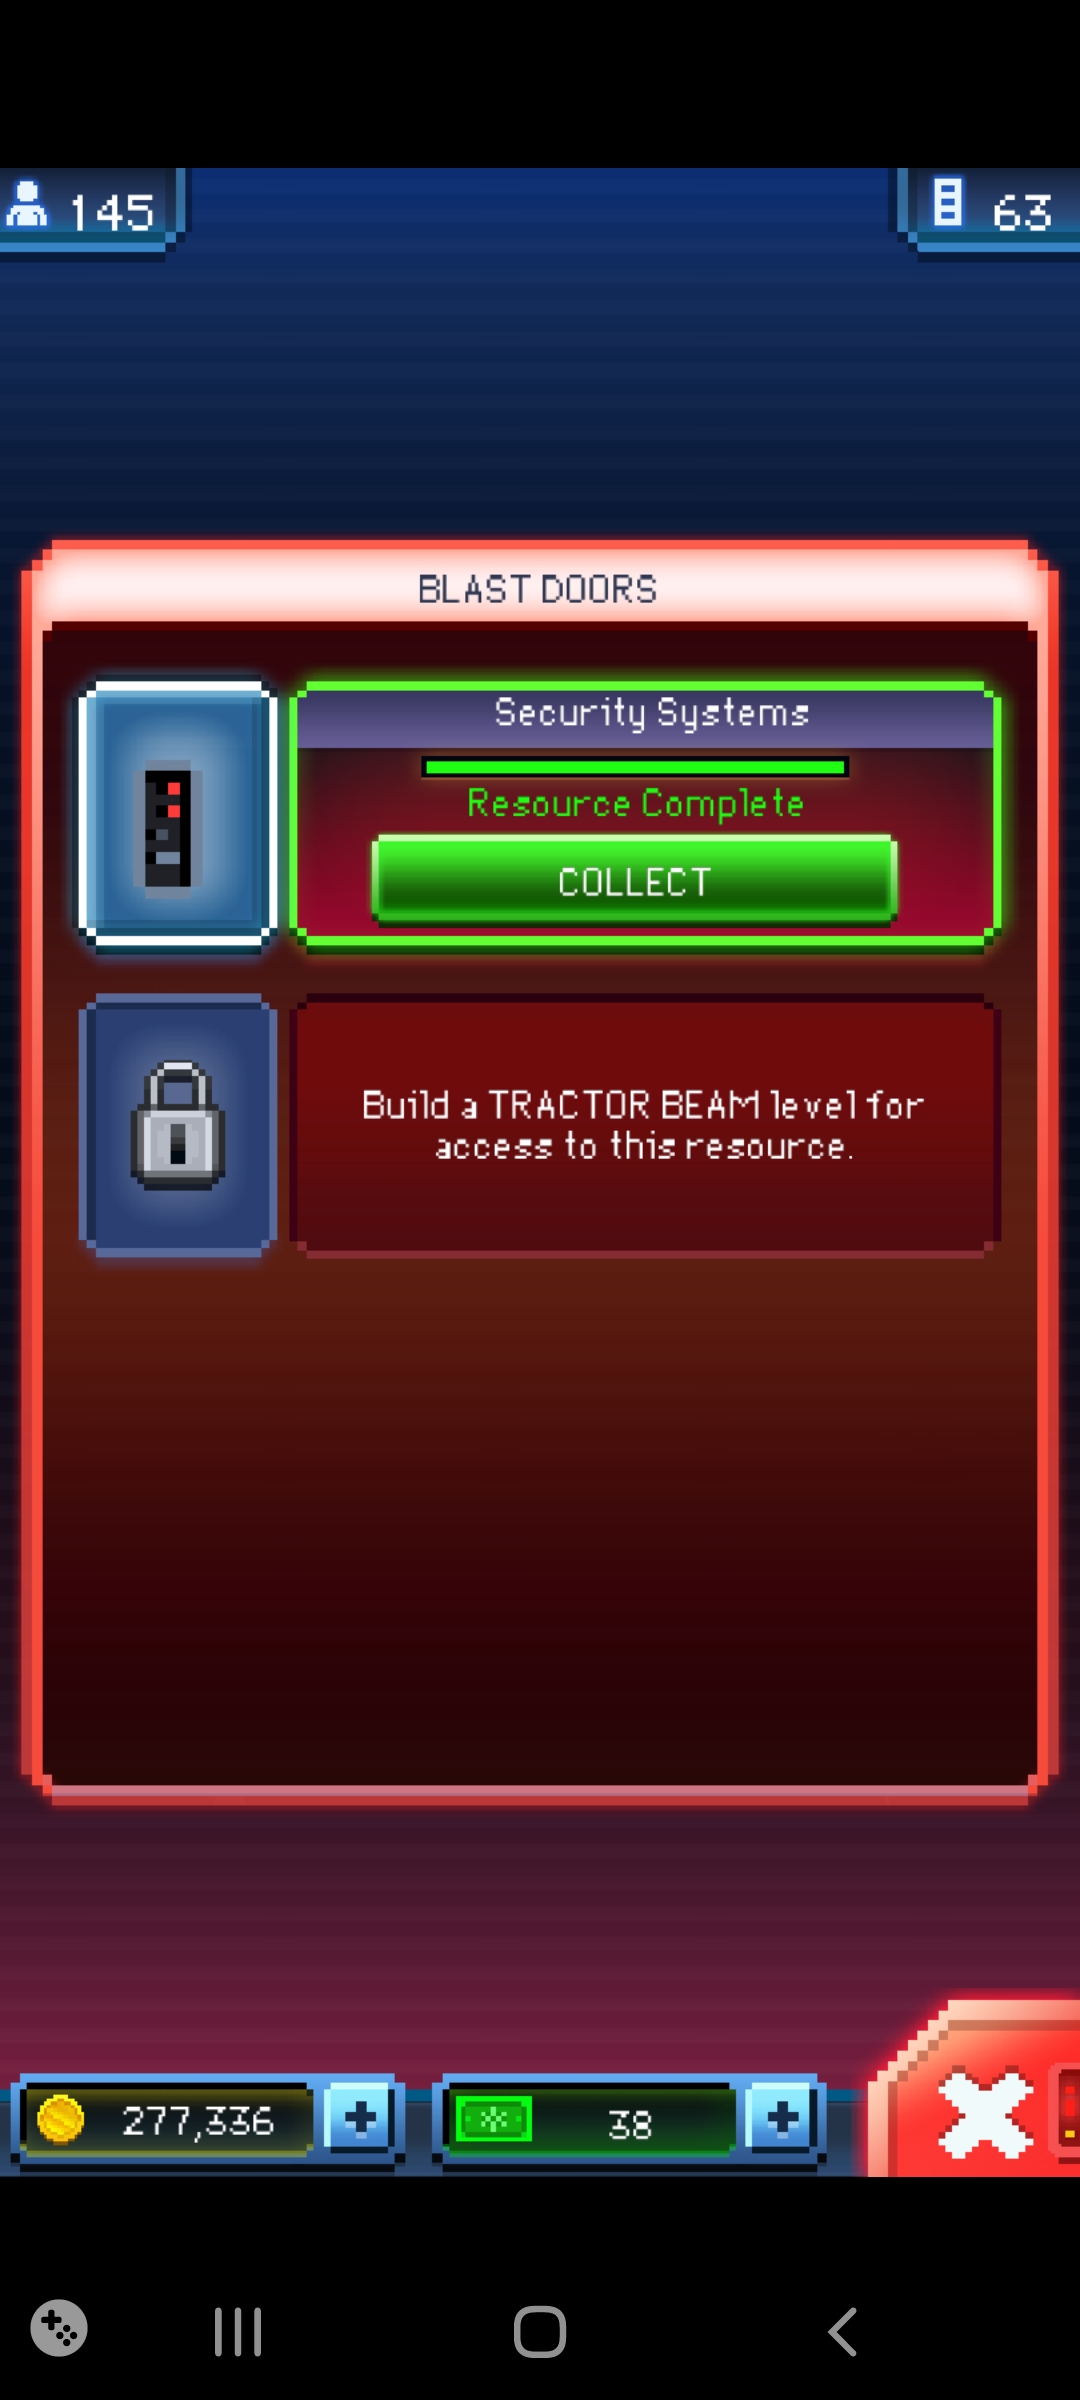 145
63
BLAST DOORS
Security Systems
Resource Complete
COLLECT
Build a TRACTOR BEAM level for
access to this resource.
277,336
38